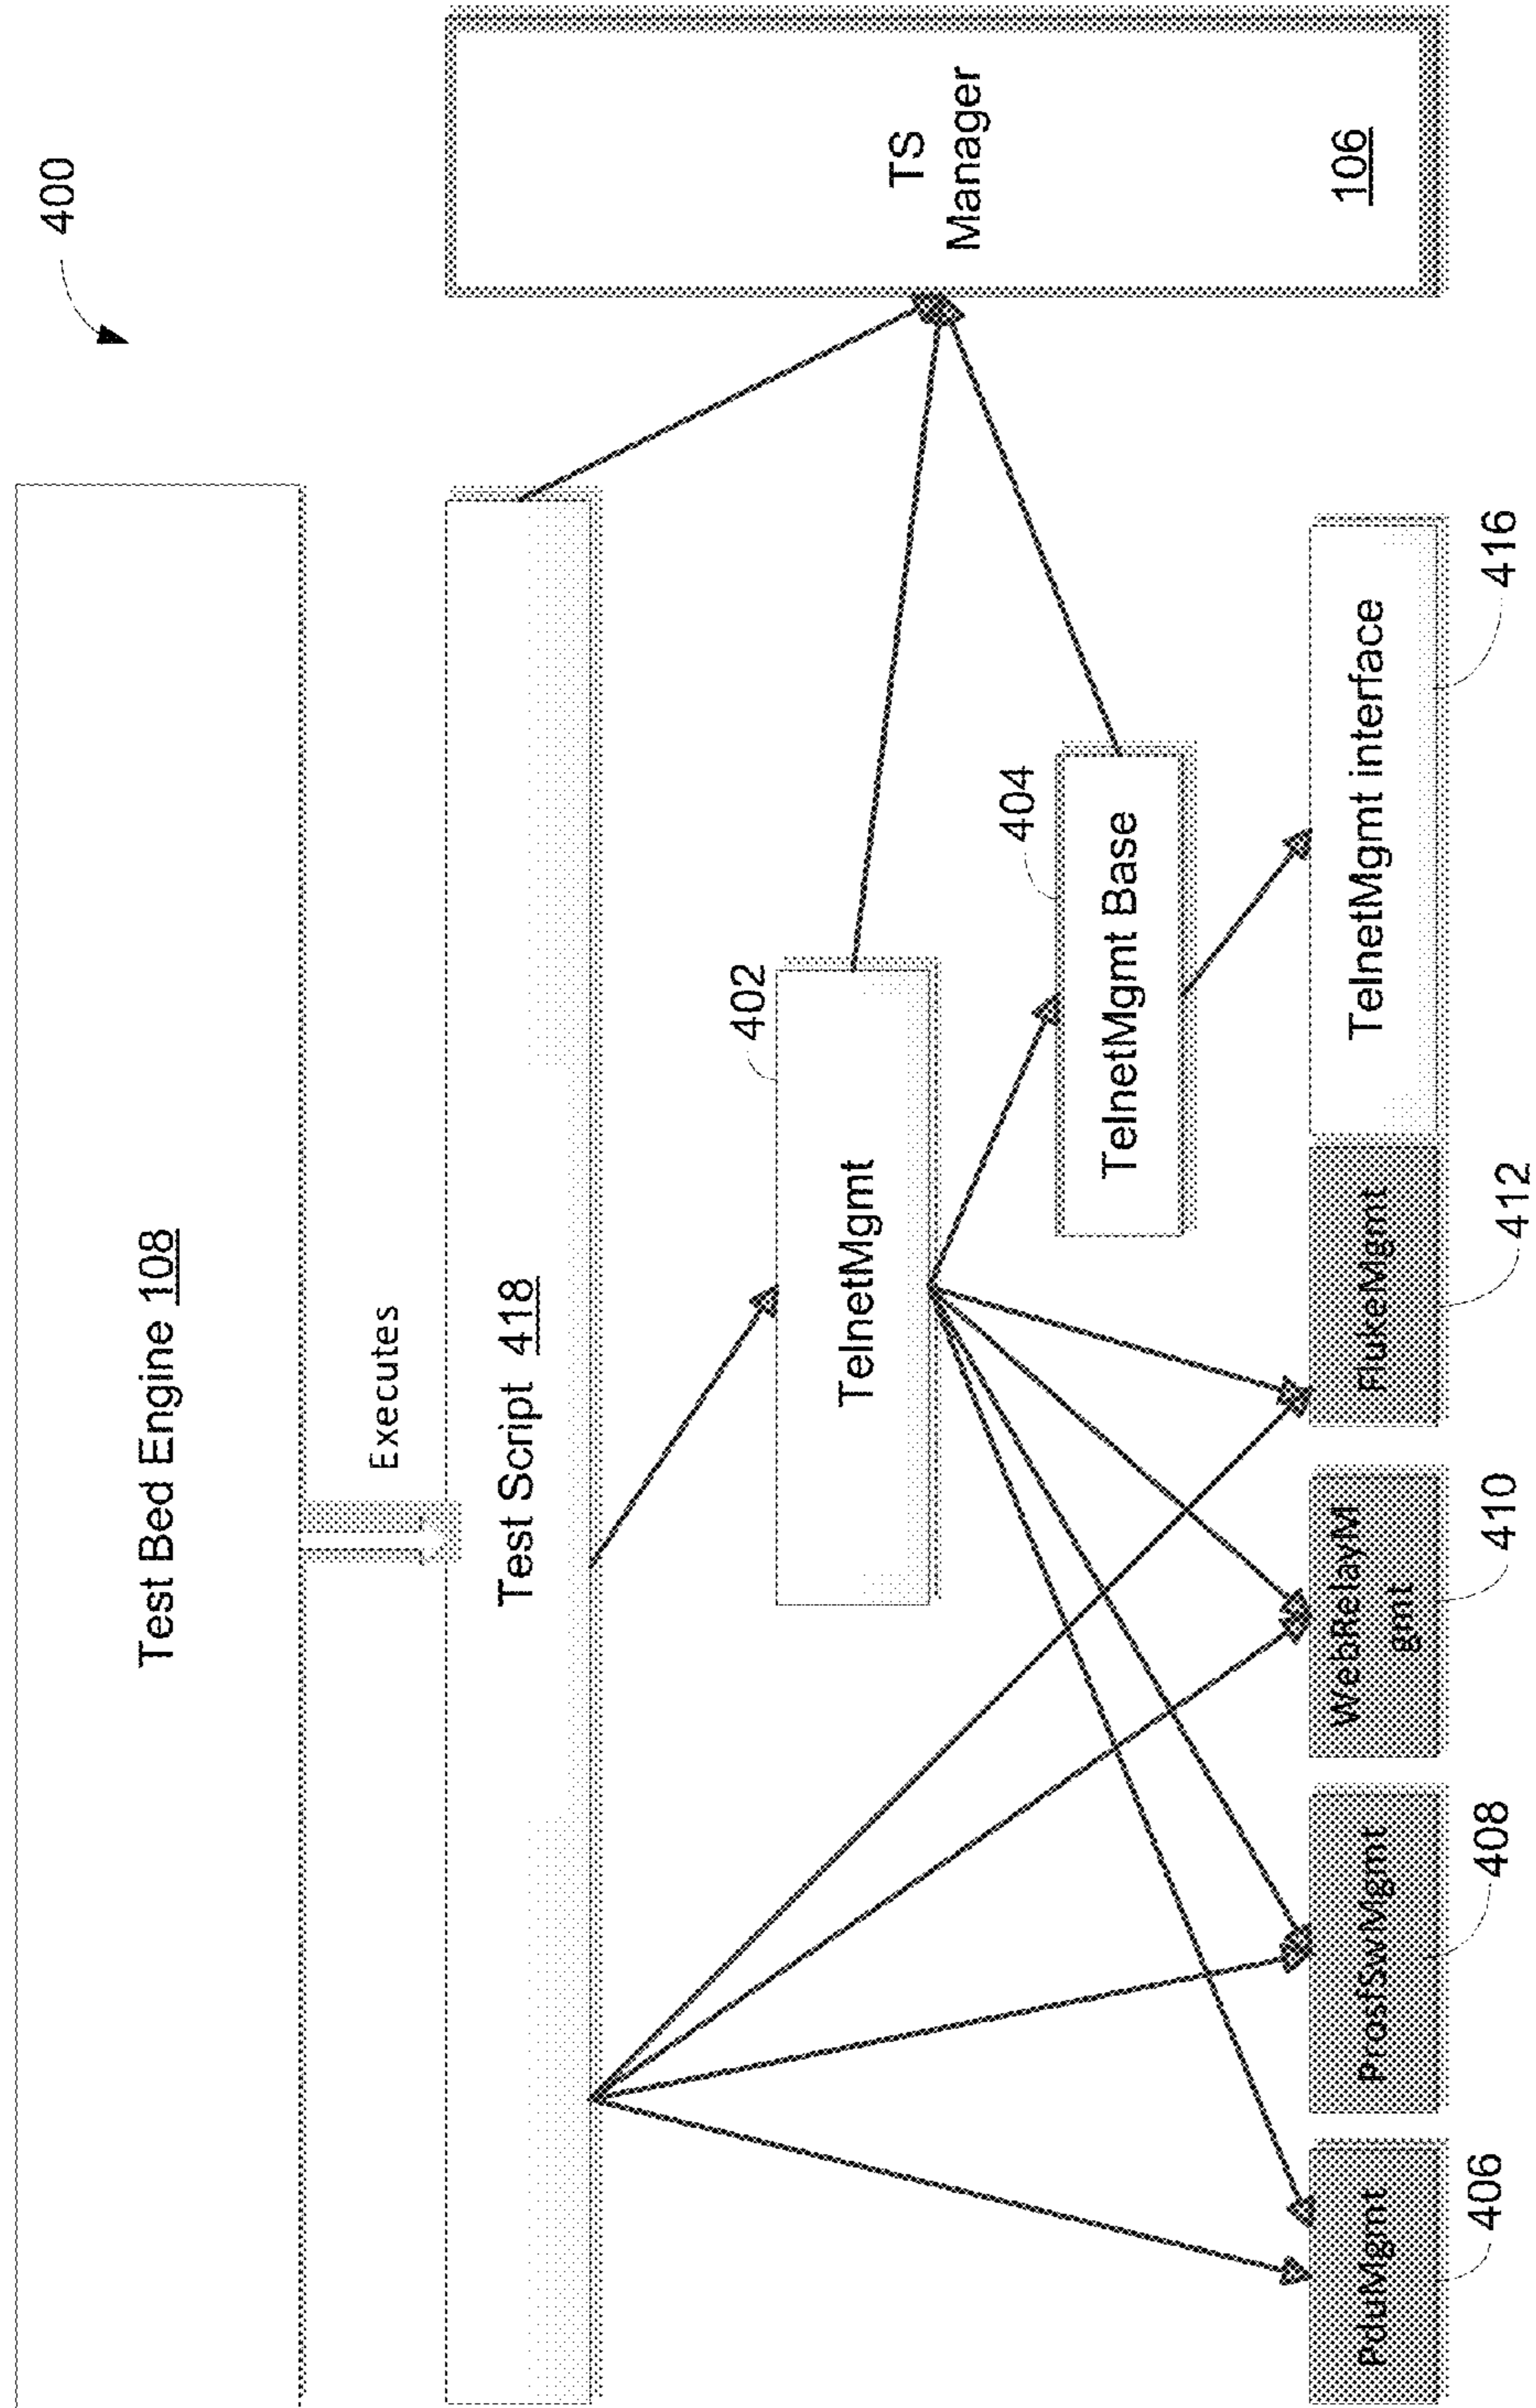 400
Test Bed Engine 108
Executes
Test Script 418
TS
Manager
106
402
TelnetMgmt
404
TelnetMgmt Base
PduMgmt
ProslSwMgmt
WebRelayM
gmt
FlukeMgmt
TelnetMgmt interface
406
408
410
412
416